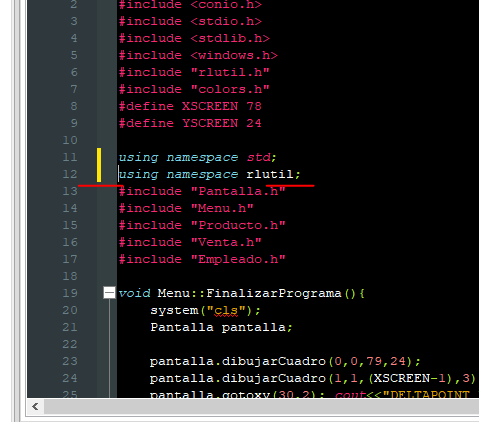 2 #include <conio.h>
3 #include <stdio.h>
4 #include <stdlib.h>
5 #include <windows.h>
6 #include "rlutil.h"
7 #include "colors.h"
8 #define XSCREEN 78
9 #define YSCREEN 24
10
11 using namespace std;
12 using namespace rlutil;
13 #include "Pantalla.h"
14 #include "Menu.h"
15 #include "Producto.h"
16 #include "Venta.h"
17 #include "Empleado.h"
18
19 void Menu::FinalizarPrograma(){
20 system("cls");
21 Pantalla pantalla;
22
23 pantalla.dibujarCuadro(0,0,79,24);
24 pantalla.dibujarCuadro(1,1,(XSCREEN-1),3)
25 pantalla.gotoxy(30,2); cout<<"DELTAPOINT